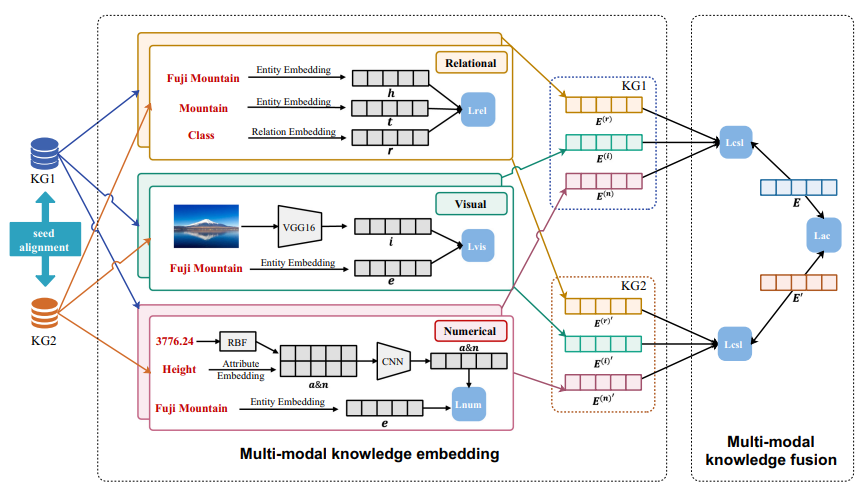 KG1
seed
alignment
KG2
Relational
Fuji Mountain
Entity Embedding
h
Mountain
Entity Embedding
t
Class
Relation Embedding
r
Lrel
Visual
VGG16
i
Fuji Mountain
Entity Embedding
e
Lvis
Numerical
3776.24
RBF
Height
Attribute
Embedding
a&n
CNN
a&n
Fuji Mountain
Entity Embedding
e
Lnum
Multi-modal knowledge embedding
KG1
E(r)
E(i)
E(n)
KG2
E(r)′
E(i)′
E(n)′
Lcsl
E
Lac
E′
Lcsl
Multi-modal
knowledge fusion